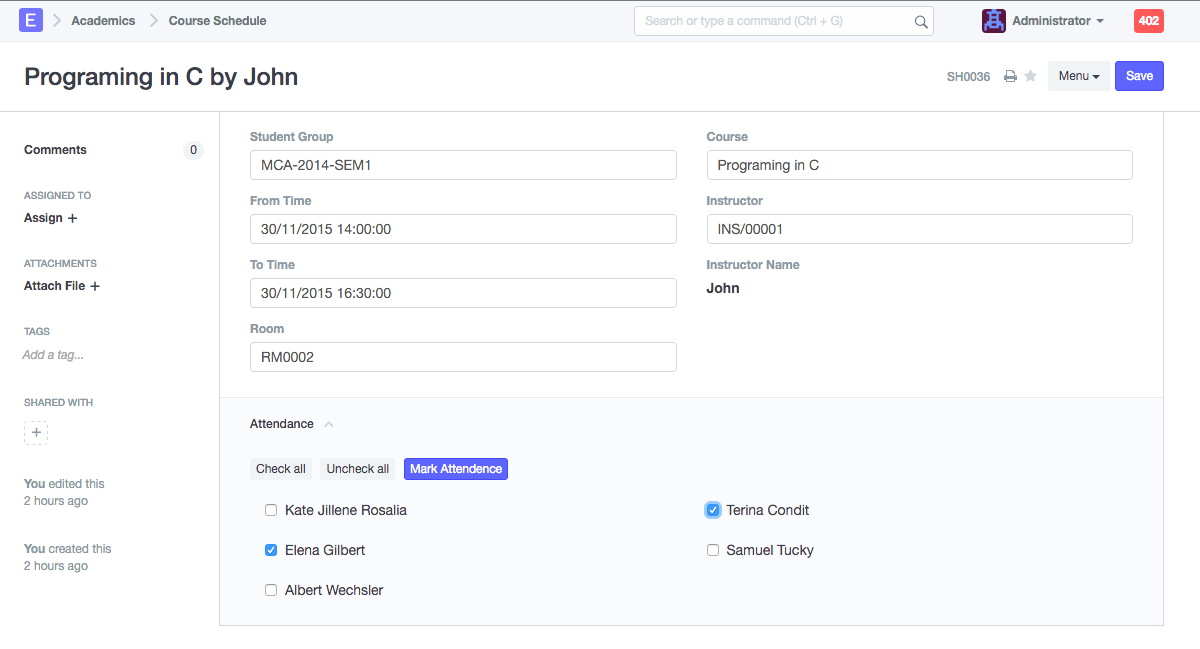 E Academics Course Schedule Search or type a command (Ctrl + G) Administrator 402
Programing in C by John SH0036 Menu Save
Comments 0
ASSIGNED TO
Assign +
ATTACHMENTS
Attach File +
TAGS
Add a tag...
SHARED WITH
+
You edited this
2 hours ago
You created this
2 hours ago
Student Group
MCA-2014-SEM1
From Time
30/11/2015 14:00:00
To Time
30/11/2015 16:30:00
Room
RM0002
Course
Programing in C
Instructor
INS/00001
Instructor Name
John
Attendance
Check all Uncheck all Mark Attendence
Kate Jillene Rosalia Terina Condit
Elena Gilbert Samuel Tucky
Albert Wechsler